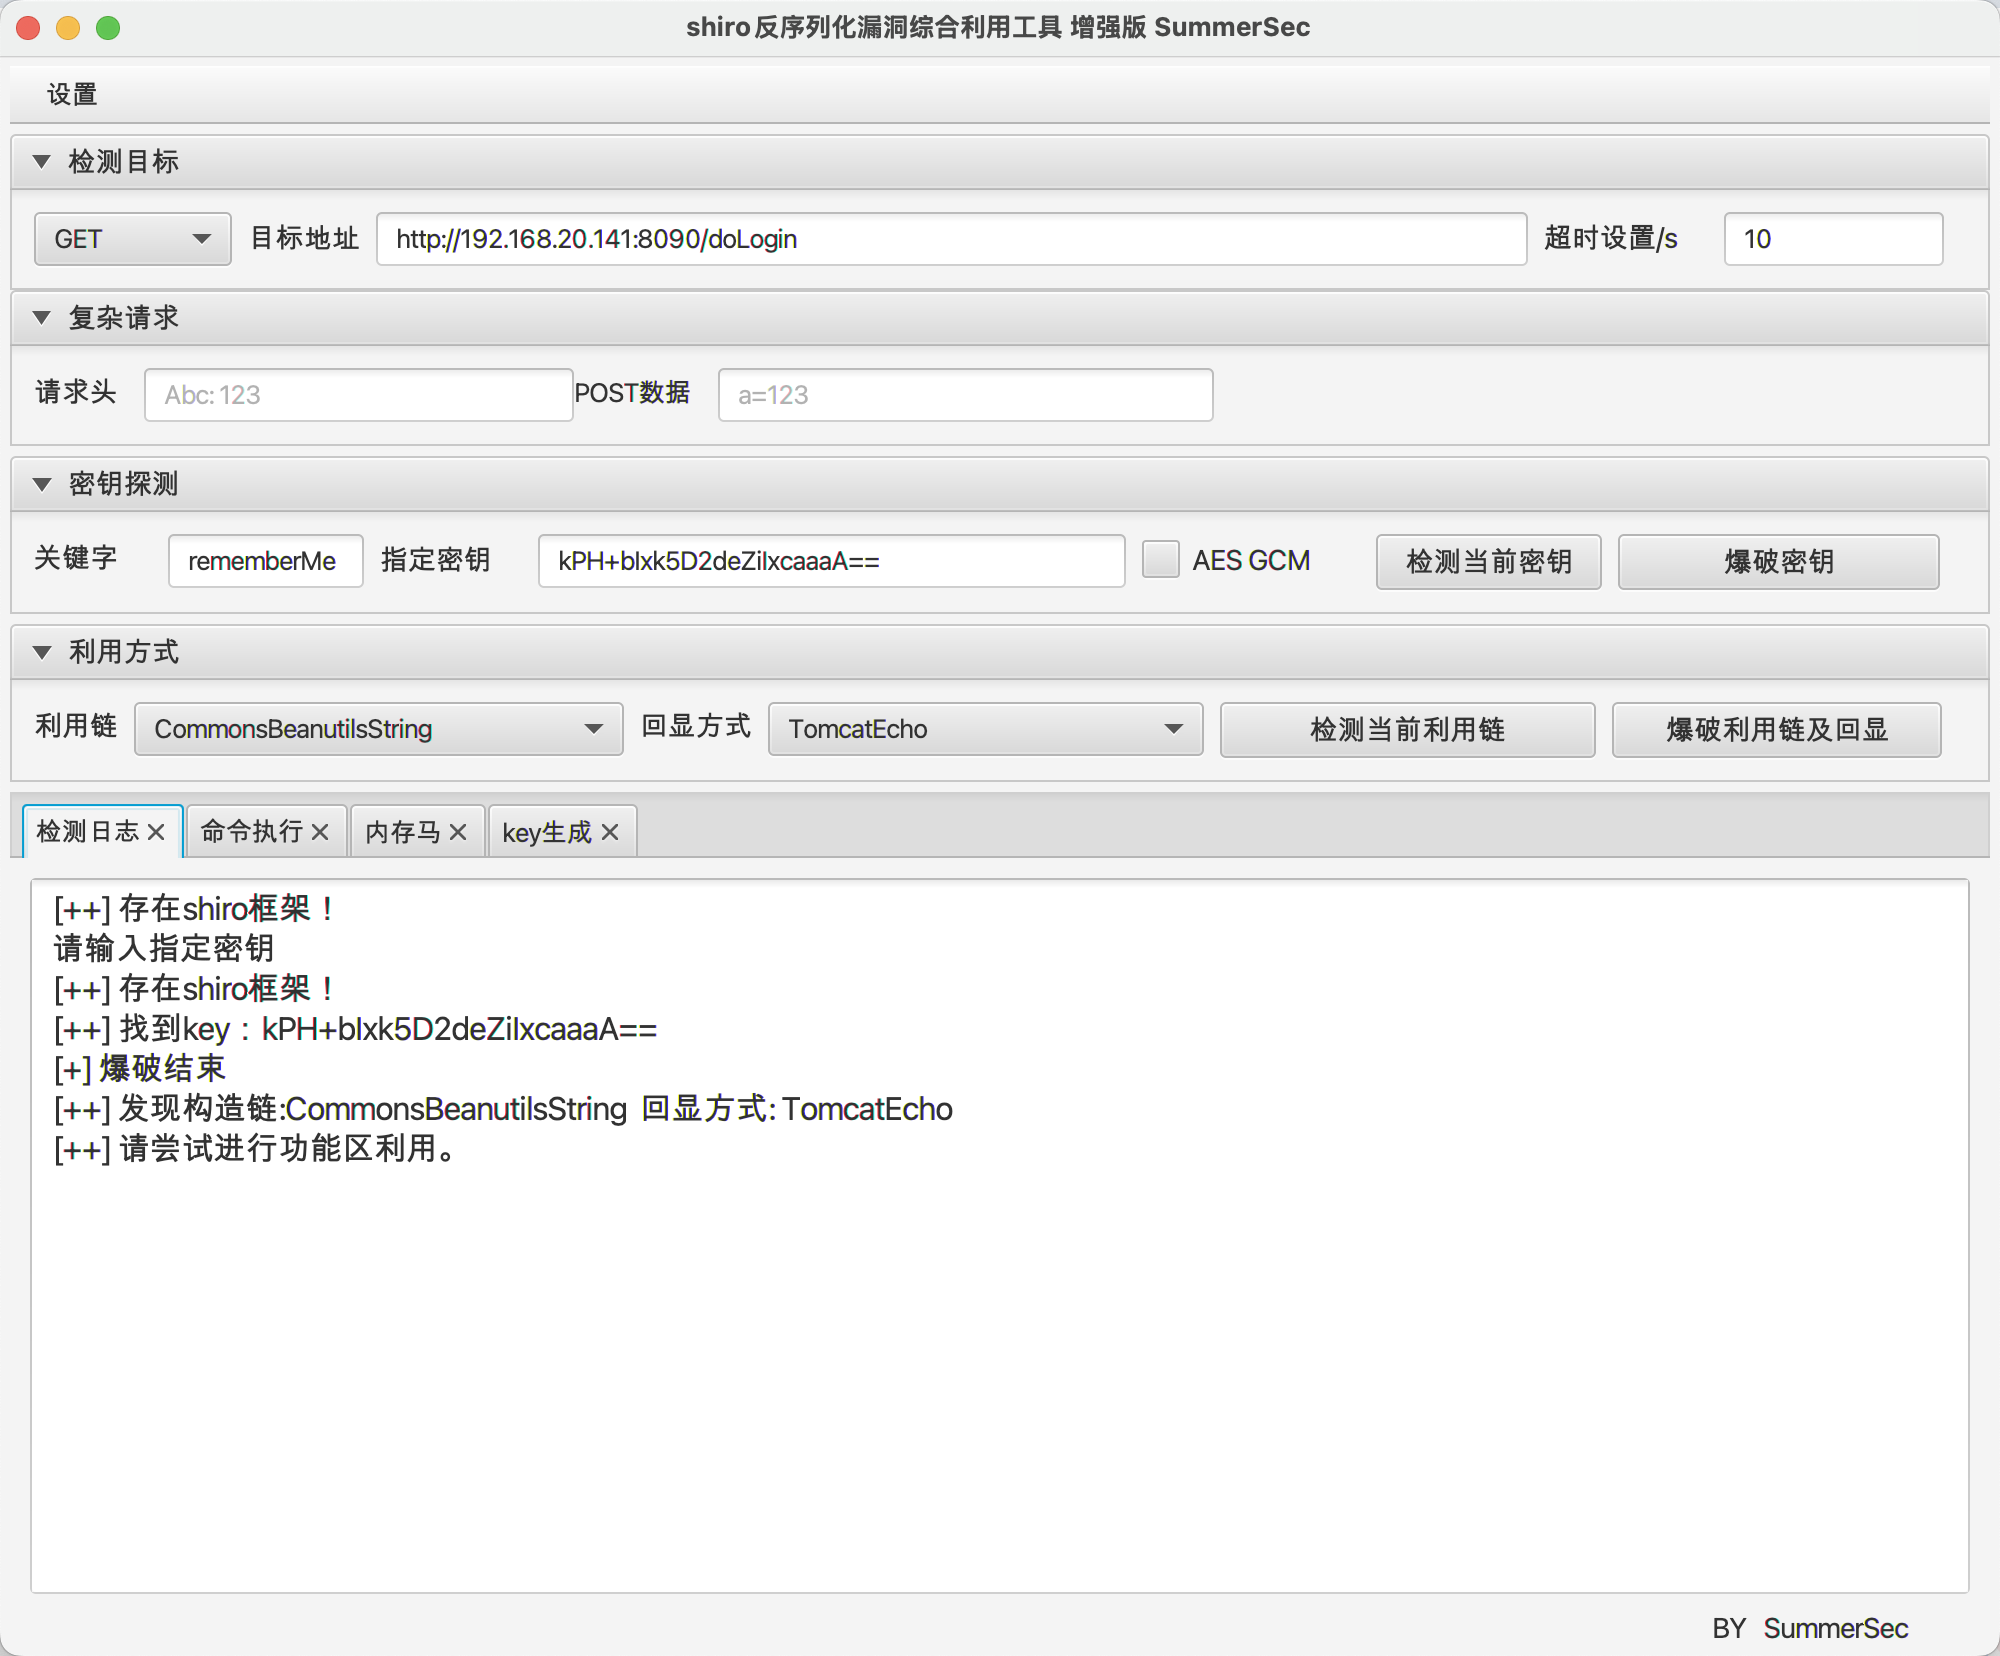 shiro反序列化漏洞综合利用工具 增强版 SummerSec
设置
检测目标
GET 目标地址 http://192.168.20.141:8090/doLogin 超时设置/s 10
复杂请求
请求头 Abc: 123 POST数据 a=123
密钥探测
关键字 rememberMe 指定密钥 kPH+bIxk5D2deZiIxcaaaA== AES GCM 检测当前密钥 爆破密钥
利用方式
利用链 CommonsBeanutilsString 回显方式 TomcatEcho 检测当前利用链 爆破利用链及回显
检测日志 命令执行 内存马 key生成
[++] 存在shiro框架！
请输入指定密钥
[++] 存在shiro框架！
[++] 找到key：kPH+bIxk5D2deZiIxcaaaA==
[+] 爆破结束
[++] 发现构造链:CommonsBeanutilsString 回显方式: TomcatEcho
[++] 请尝试进行功能区利用。
BY SummerSec